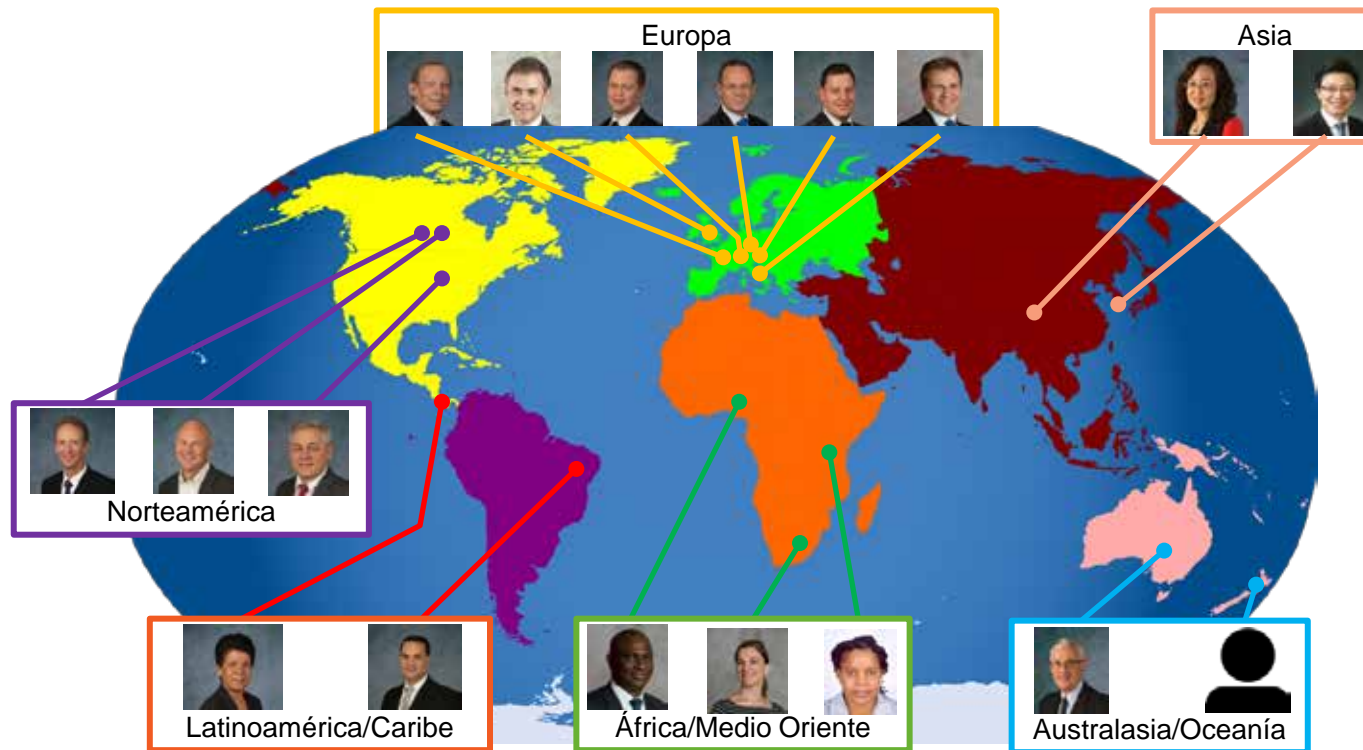 Europa
Asia
Norteamérica
Latinoamérica/Caribe
África/Medio Oriente
Australasia/Oceanía